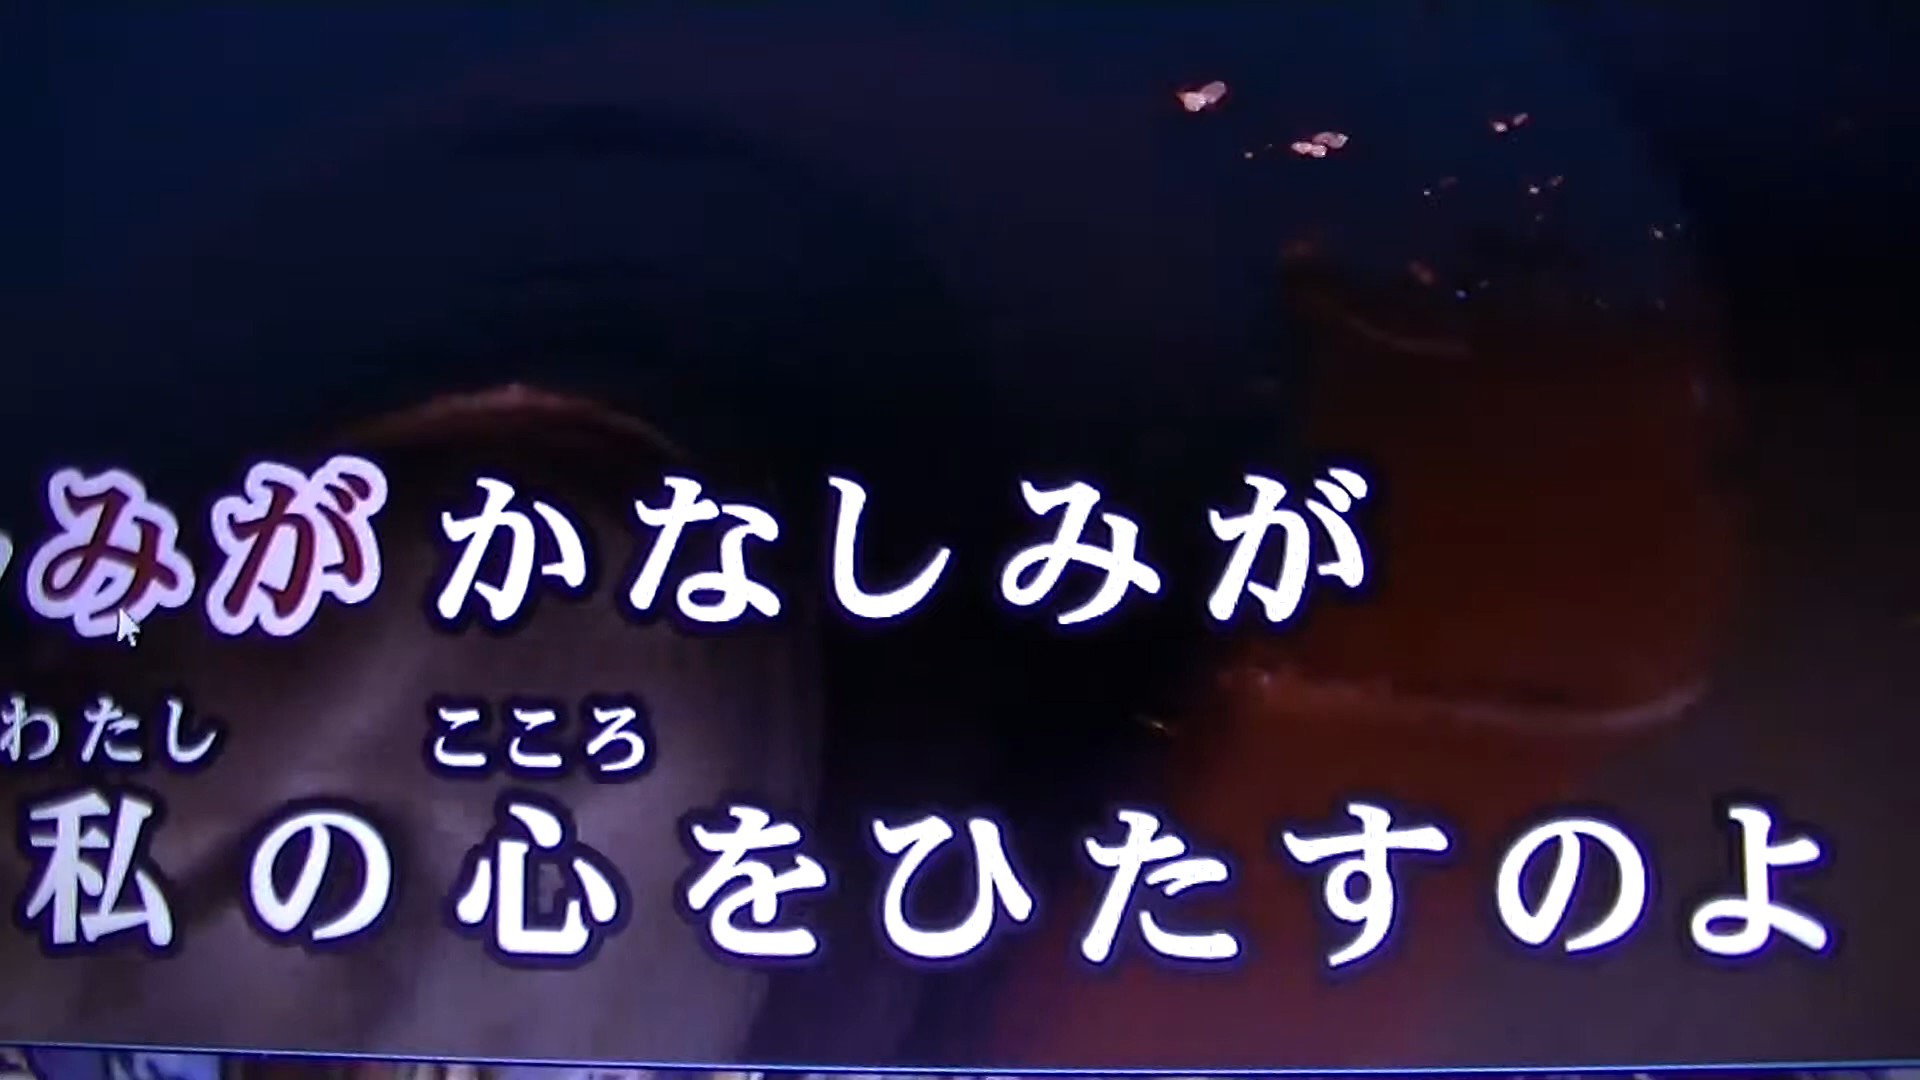 みが かなしみが
わたし こころ
私の心をひたすのよ